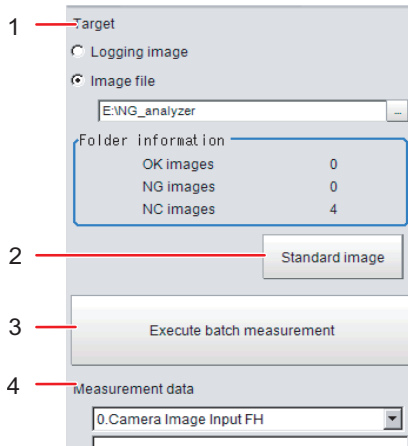 1
Target
Logging image
Image file
E:\NG_analyzer
...
Folder information
OK images 0
NG images 0
NC images 4
2
Standard image
3
Execute batch measurement
4
Measurement data
0.Camera Image Input FH